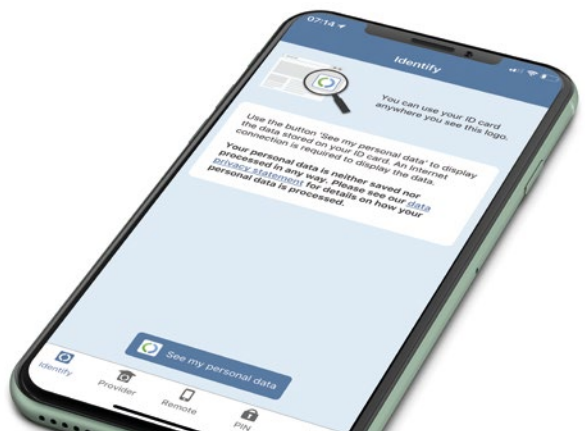 07:14
Identify
You can use your ID card
anywhere you see this logo.
Use the button 'See my personal data' to display
the data stored on your ID card. An internet
connection is required to display the data.
Your personal data is neither saved nor
processed in any way. Please see our data
privacy statement for details on how your
personal data is processed.
See my personal data
Identify
Provider
Remote
PIN